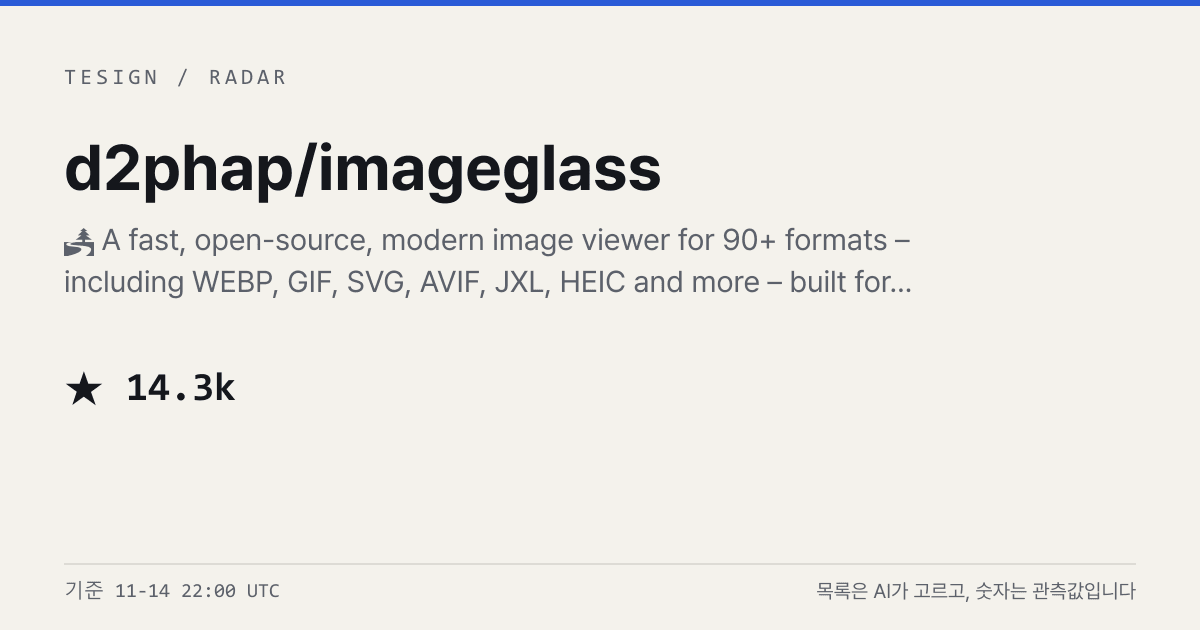 TESIGN / RADAR
d2phap/imageglass
🏞 A fast, open-source, modern image viewer for 90+ formats –
including WEBP, GIF, SVG, AVIF, JXL, HEIC and more – built for…
★ 14.3k
기준 11-14 22:00 UTC
목록은 AI가 고르고, 숫자는 관측값입니다